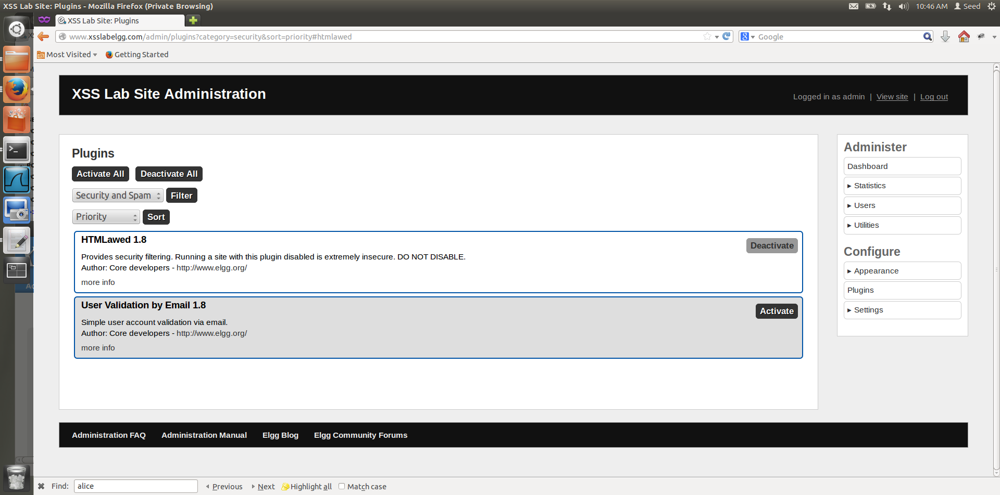 XSS Lab Site: Plugins - Mozilla Firefox (Private Browsing)
10:46 AM
Seed
XSS Lab Site: Plugins
www.xsslabelgg.com/admin/plugins?category=security&sort=priority#htmlawed
Google
Most Visited
Getting Started
XSS Lab Site Administration
Logged in as admin | View site | Log out
Plugins
Activate All
Deactivate All
Security and Spam
Filter
Priority
Sort
HTMLawed 1.8
Deactivate
Provides security filtering. Running a site with this plugin disabled is extremely insecure. DO NOT DISABLE.
Author: Core developers - http://www.elgg.org/
more info
User Validation by Email 1.8
Activate
Simple user account validation via email.
Author: Core developers - http://www.elgg.org/
more info
Administer
Dashboard
▸ Statistics
▸ Users
▸ Utilities
Configure
▸ Appearance
Plugins
▸ Settings
Administration FAQ
Administration Manual
Elgg Blog
Elgg Community Forums
Find:
alice
Previous
Next
Highlight all
Match case